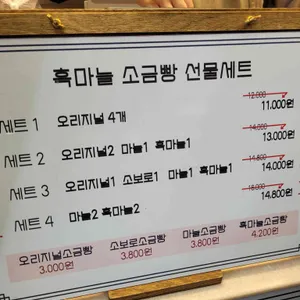 흑마늘 소금빵 선물세트
세트 1 오리지널 4개 12,000 11.000원
세트 2 오리지널2 마늘1 흑마늘1 14,000 13.000원
세트 3 오리지널1 소보로1 마늘1 흑마늘1 14.800 14.000원
세트 4 마늘2 흑마늘2 14.800원
오리지널소금빵 소보로소금빵 마늘소금빵 흑마늘소금빵
3.000원 3.800원 3.800원 4.200원